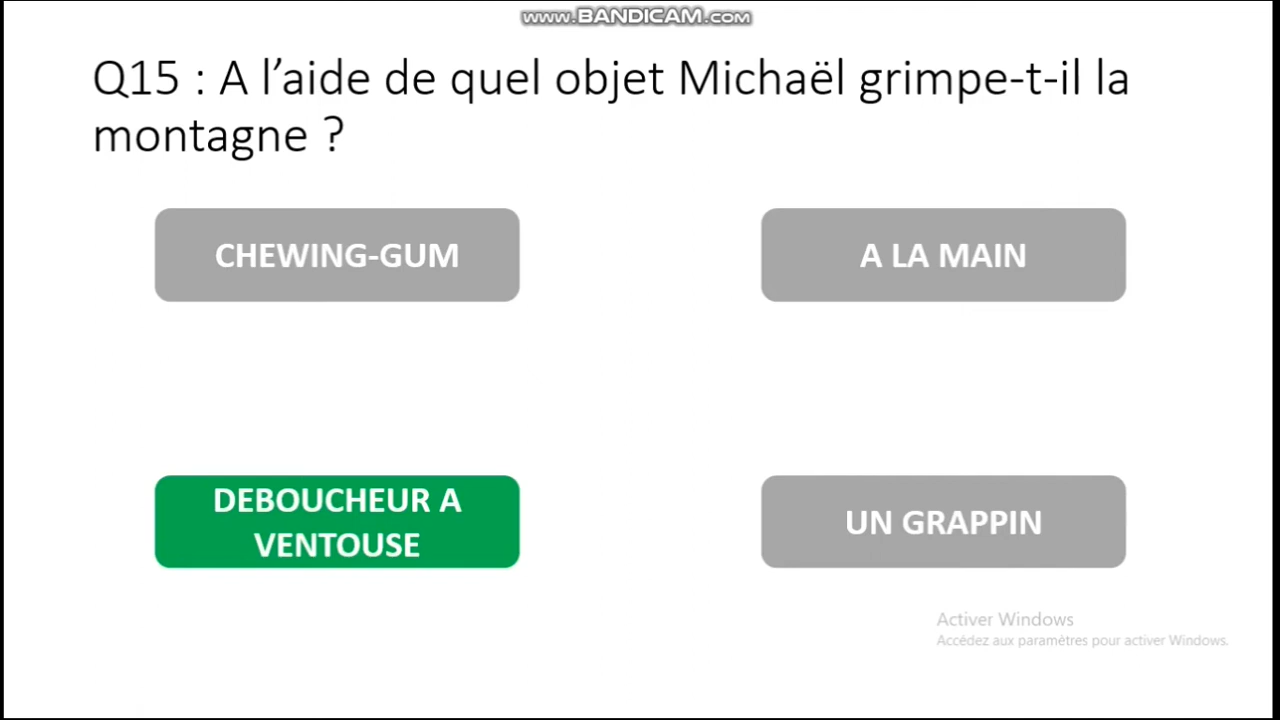 www.BANDICAM.com
Q15 : A l’aide de quel objet Michaël grimpe-t-il la
montagne ?
CHEWING-GUM
A LA MAIN
DEBOUCHEUR A
VENTOUSE
UN GRAPPIN
Activer Windows
Accédez aux paramètres pour activer Windows.